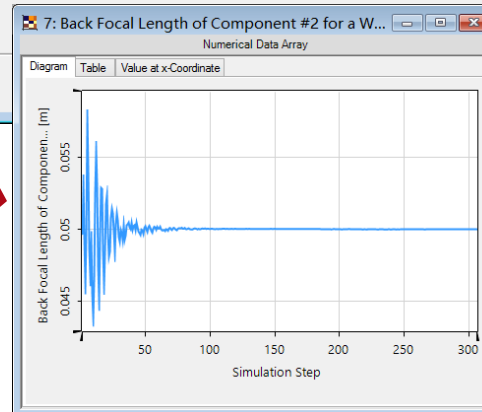 7: Back Focal Length of Component #2 for a W...
Numerical Data Array
Diagram Table Value at x-Coordinate
Back Focal Length of Componen... [m]
0.055
0.05
0.045
50 100 150 200 250 300
Simulation Step